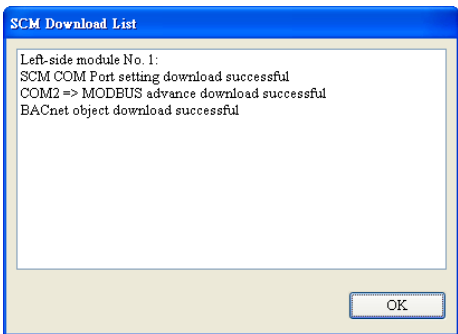 SCM Download List
Left-side module No. 1:
SCM COM Port setting download successful
COM2 => MODBUS advance download successful
BACnet object download successful
OK